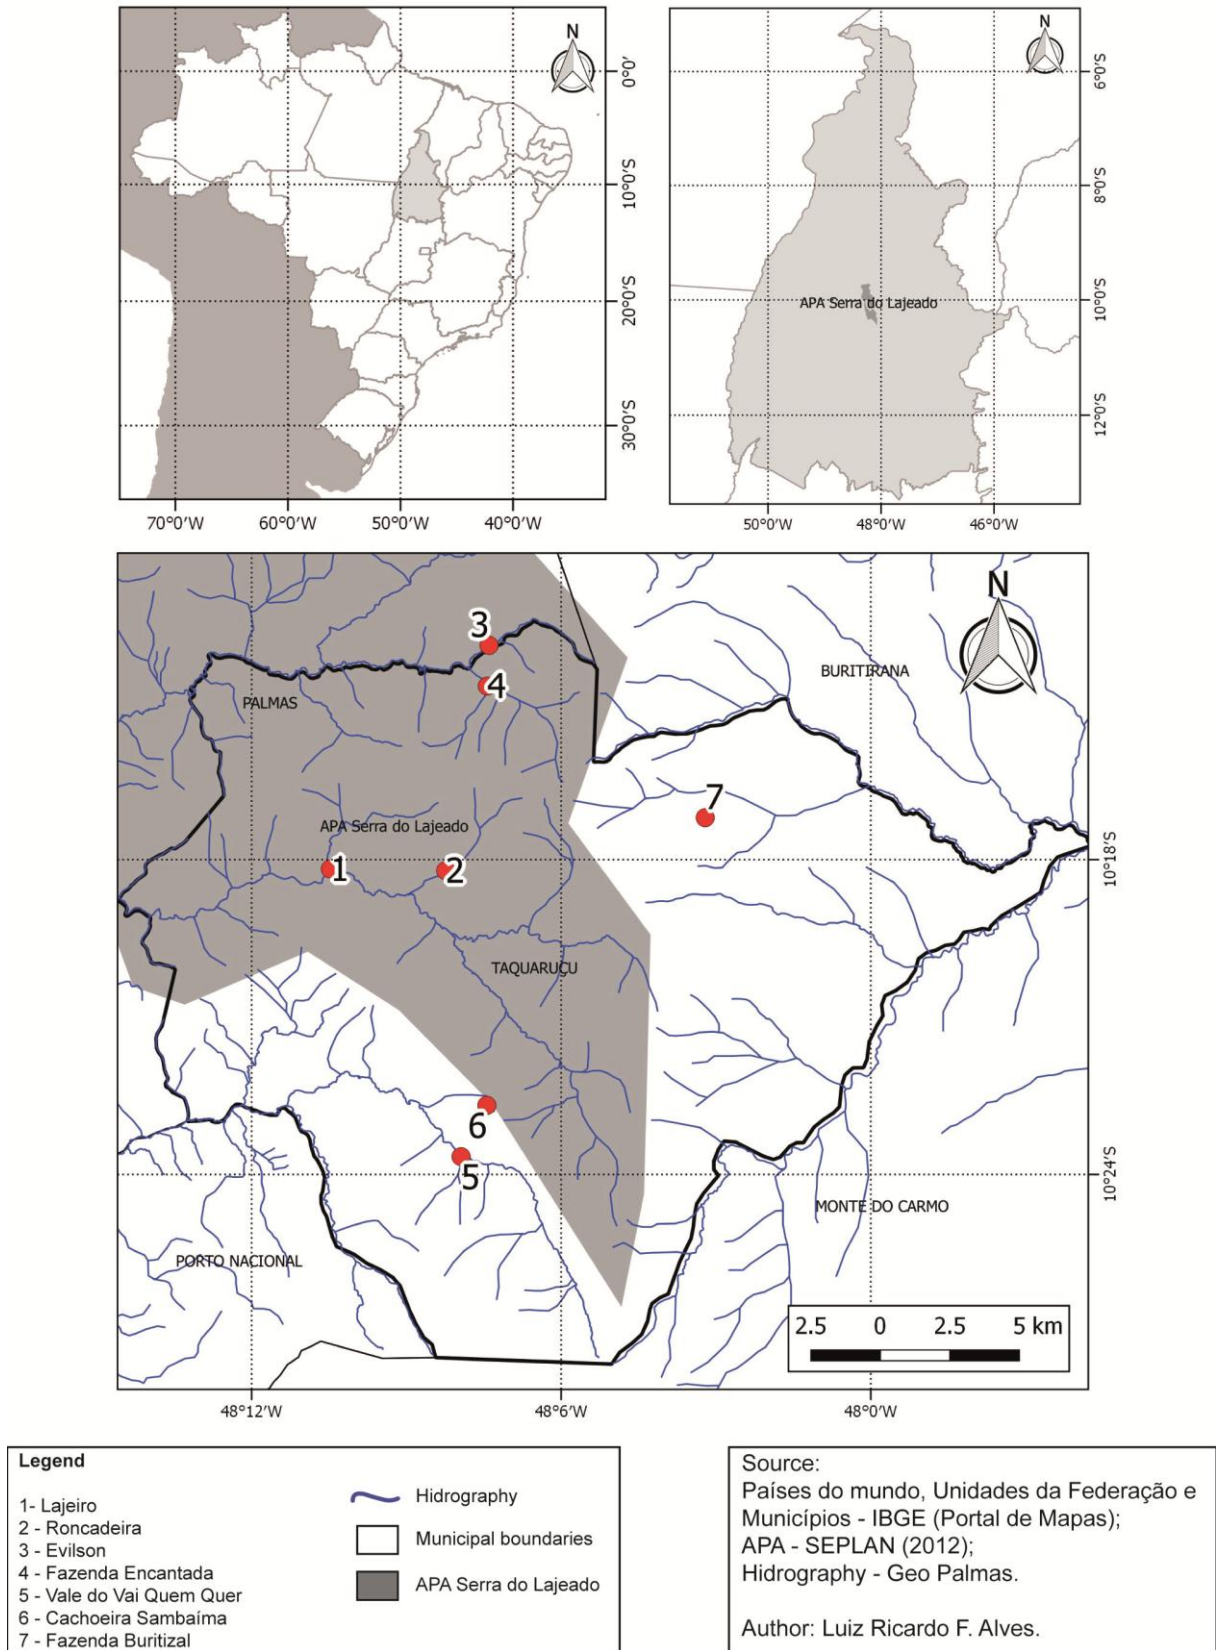 N
0°0'
10°0'S
20°0'S
30°0'S
70°0'W
60°0'W
50°0'W
40°0'W
N
6°0'S
8°0'S
APA Serra do Lajeado
10°0'S
12°0'S
50°0'W
48°0'W
46°0'W
N
3
BURITIRANA
4
PALMAS
7
APA Serra do Lajeado
10°18'S
1
2
TAQUARUÇU
6
5
10°24'S
MONTE DO CARMO
PORTO NACIONAL
2.5
0
2.5
5 km
48°12'W
48°6'W
48°0'W
Legend
1- Lajeiro
2 - Roncadeira
3 - Evilson
4 - Fazenda Encantada
5 - Vale do Vai Quem Quer
6 - Cachoeira Sambaíma
7 - Fazenda Buritizal
Hidrography
Municipal boundaries
APA Serra do Lajeado
Source:
Países do mundo, Unidades da Federação e
Municípios - IBGE (Portal de Mapas);
APA - SEPLAN (2012);
Hidrography - Geo Palmas.
Author: Luiz Ricardo F. Alves.